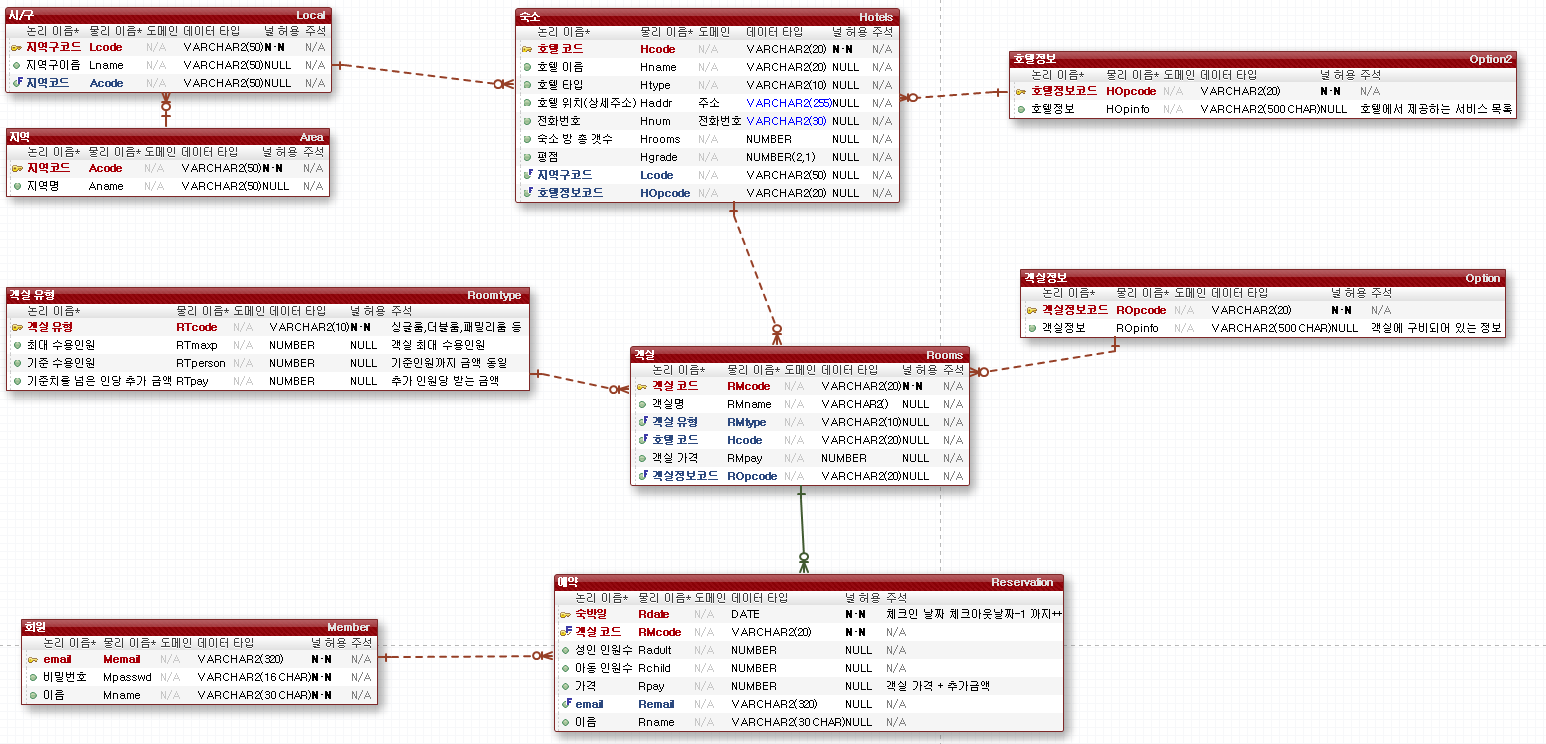 시/구 Local
논리 이름* 물리 이름* 도메인 데이터 타입 널 허용 주석
지역구코드 Lcode N/A VARCHAR2(50) N-N N/A
지역구이름 Lname N/A VARCHAR2(50) NULL N/A
지역코드 Acode N/A VARCHAR2(50) NULL N/A
지역 Area
논리 이름* 물리 이름* 도메인 데이터 타입 널 허용 주석
지역코드 Acode N/A VARCHAR2(50) N-N N/A
지역명 Aname N/A VARCHAR2(50) NULL N/A
숙소 Hotels
논리 이름* 물리 이름* 도메인 데이터 타입 널 허용 주석
호텔 코드 Hcode N/A VARCHAR2(20) N-N N/A
호텔 이름 Hname N/A VARCHAR2(20) NULL N/A
호텔 타입 Htype N/A VARCHAR2(10) NULL N/A
호텔 위치(상세주소) Haddr 주소 VARCHAR2(255) NULL N/A
전화번호 Hnum 전화번호 VARCHAR2(30) NULL N/A
숙소 방 총 갯수 Hrooms N/A NUMBER NULL N/A
평점 Hgrade N/A NUMBER(2,1) NULL N/A
지역구코드 Lcode N/A VARCHAR2(50) NULL N/A
호텔정보코드 HOpcode N/A VARCHAR2(20) NULL N/A
호텔정보 Option2
논리 이름* 물리 이름* 도메인 데이터 타입 널 허용 주석
호텔정보코드 HOpcode N/A VARCHAR2(20) N-N N/A
호텔정보 HOpinfo N/A VARCHAR2(500 CHAR) NULL 호텔에서 제공하는 서비스 목록
객실 유형 Roomtype
논리 이름* 물리 이름* 도메인 데이터 타입 널 허용 주석
객실 유형 RTcode N/A VARCHAR2(10) N-N 싱글룸,더블룸,패밀리룸 등
최대 수용인원 RTmaxp N/A NUMBER NULL 객실 최대 수용인원
기준 수용인원 RTperson N/A NUMBER NULL 기준인원까지 금액 동일
기준치를 넘은 인당 추가 금액 RTpay N/A NUMBER NULL 추가 인원당 받는 금액
객실정보 Option
논리 이름* 물리 이름* 도메인 데이터 타입 널 허용 주석
객실정보코드 ROpcode N/A VARCHAR2(20) N-N N/A
객실정보 ROpinfo N/A VARCHAR2(500 CHAR) NULL 객실에 구비되어 있는 정보
객실 Rooms
논리 이름* 물리 이름* 도메인 데이터 타입 널 허용 주석
객실 코드 RMcode N/A VARCHAR2(20) N-N N/A
객실명 RMname N/A VARCHAR2() NULL N/A
객실 유형 RMtype N/A VARCHAR2(10) NULL N/A
호텔 코드 Hcode N/A VARCHAR2(20) NULL N/A
객실 가격 RMpay N/A NUMBER NULL N/A
객실정보코드 ROpcode N/A VARCHAR2(20) NULL N/A
예약 Reservation
논리 이름* 물리 이름* 도메인 데이터 타입 널 허용 주석
숙박일 Rdate N/A DATE N-N 체크인 날짜 체크아웃날짜-1 까지++
객실 코드 RMcode N/A VARCHAR2(20) N-N N/A
성인 인원수 Radult N/A NUMBER NULL N/A
아동 인원수 Rchild N/A NUMBER NULL N/A
가격 Rpay N/A NUMBER NULL 객실 가격 + 추가금액
email Remail N/A VARCHAR2(320) NULL N/A
이름 Rname N/A VARCHAR2(30 CHAR) NULL N/A
회원 Member
논리 이름* 물리 이름* 도메인 데이터 타입 널 허용 주석
email Memail N/A VARCHAR2(320) N-N N/A
비밀번호 Mpasswd N/A VARCHAR2(16 CHAR) N-N N/A
이름 Mname N/A VARCHAR2(30 CHAR) N-N N/A